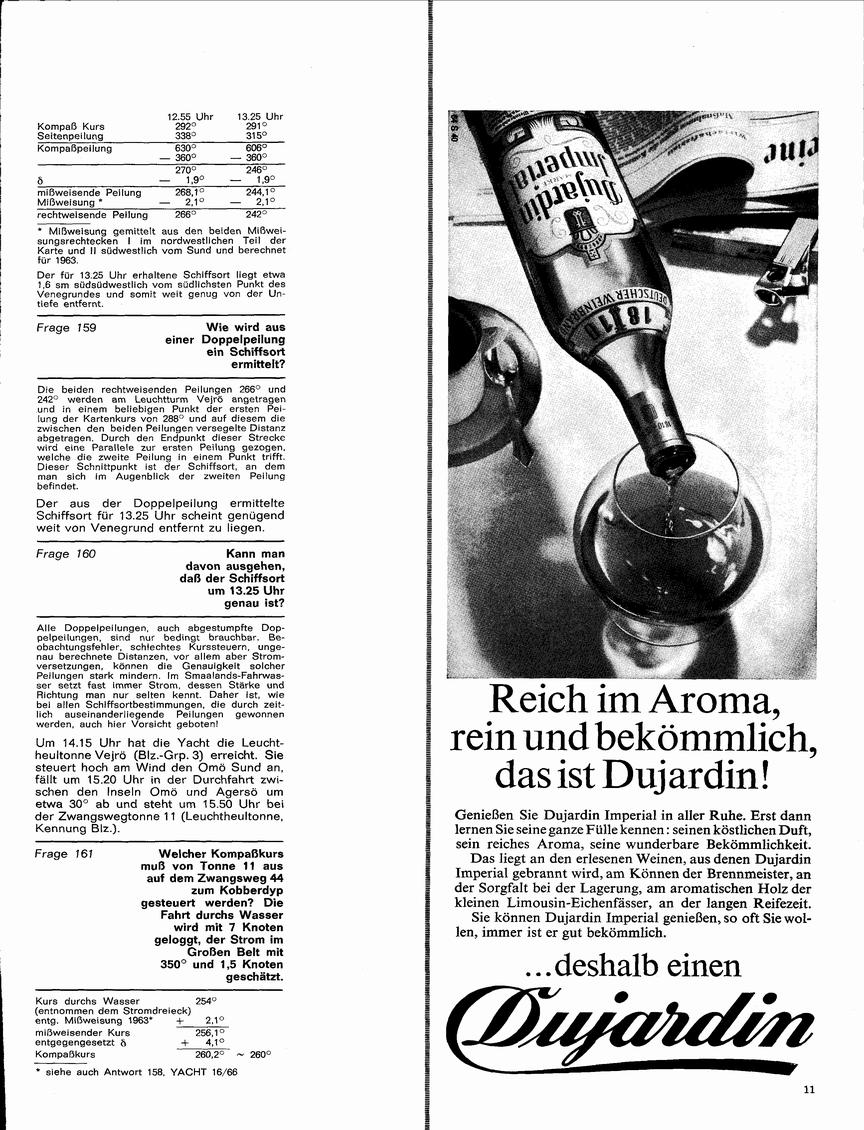 12.55 Uhr 13.25 Uhr
Kompaß Kurs 292° 291°
Seitenpeilung 338° 315°
Kompaßpeilung 630° 606°
— 360° — 360°
270° 246°
δ — 1,9° — 1,9°
mißweisende Peilung 268,1° 244,1°
Mißweisung * — 2,1° — 2,1°
rechtweisende Peilung 266° 242°
* Mißweisung gemittelt aus den beiden Mißwei-
sungsrechtecken I im nordwestlichen Teil der
Karte und II südwestlich vom Sund und berechnet
für 1963.
Der für 13.25 Uhr erhaltene Schiffsort liegt etwa
1,6 sm südsüdwestlich vom südlichsten Punkt des
Venegrundes und somit weit genug von der Un-
tiefe entfernt.
Frage 159 Wie wird aus
einer Doppelpeilung
ein Schiffsort
ermittelt?
Die beiden rechtweisenden Peilungen 266° und
242° werden am Leuchtturm Vejrö angetragen
und in einem beliebigen Punkt der ersten Pei-
lung der Kartenkurs von 288° und auf diesem die
zwischen den beiden Peilungen versegelte Distanz
abgetragen. Durch den Endpunkt dieser Strecke
wird eine Parallele zur ersten Peilung gezogen,
welche die zweite Peilung in einem Punkt trifft.
Dieser Schnittpunkt ist der Schiffsort, an dem
man sich im Augenblick der zweiten Peilung
befindet.
Der aus der Doppelpeilung ermittelte
Schiffsort für 13.25 Uhr scheint genügend
weit von Venegrund entfernt zu liegen.
Frage 160 Kann man
davon ausgehen,
daß der Schiffsort
um 13.25 Uhr
genau ist?
Alle Doppelpeilungen, auch abgestumpfte Dop-
pelpeilungen, sind nur bedingt brauchbar. Be-
obachtungsfehler, schlechtes Kurssteuern, unge-
nau berechnete Distanzen, vor allem aber Strom-
versetzungen, können die Genauigkeit solcher
Peilungen stark mindern. Im Smaalands-Fahrwas-
ser setzt fast immer Strom, dessen Stärke und
Richtung man nur selten kennt. Daher ist, wie
bei allen Schiffsortbestimmungen, die durch zeit-
lich auseinanderliegende Peilungen gewonnen
werden, auch hier Vorsicht geboten!
Um 14.15 Uhr hat die Yacht die Leucht-
heultonne Vejrö (Blz.-Grp. 3) erreicht. Sie
steuert hoch am Wind den Omö Sund an,
fällt um 15.20 Uhr in der Durchfahrt zwi-
schen den Inseln Omö und Agersö um
etwa 30° ab und steht um 15.50 Uhr bei
der Zwangswegtonne 11 (Leuchtheultonne,
Kennung Blz.).
Frage 161 Welcher Kompaßkurs
muß von Tonne 11 aus
auf dem Zwangsweg 44
zum Kobberdyp
gesteuert werden? Die
Fahrt durchs Wasser
wird mit 7 Knoten
geloggt, der Strom im
Großen Belt mit
350° und 1,5 Knoten
geschätzt.
Kurs durchs Wasser 254°
(entnommen dem Stromdreieck)
entg. Mißweisung 1963* + 2,1°
mißweisender Kurs 256,1°
entgegengesetzt δ + 4,1°
Kompaßkurs 260,2° ~ 260°
* siehe auch Antwort 158, YACHT 16/66
Dujardin
Imperial
MARKE
DEUTSCHER WEINBRAND
1810
Reich im Aroma,
rein und bekömmlich,
das ist Dujardin!
Genießen Sie Dujardin Imperial in aller Ruhe. Erst dann
lernen Sie seine ganze Fülle kennen: seinen köstlichen Duft,
sein reiches Aroma, seine wunderbare Bekömmlichkeit.
Das liegt an den erlesenen Weinen, aus denen Dujardin
Imperial gebrannt wird, am Können der Brennmeister, an
der Sorgfalt bei der Lagerung, am aromatischen Holz der
kleinen Limousin-Eichenfässer, an der langen Reifezeit.
Sie können Dujardin Imperial genießen, so oft Sie wol-
len, immer ist er gut bekömmlich.
...deshalb einen
Dujardin
11